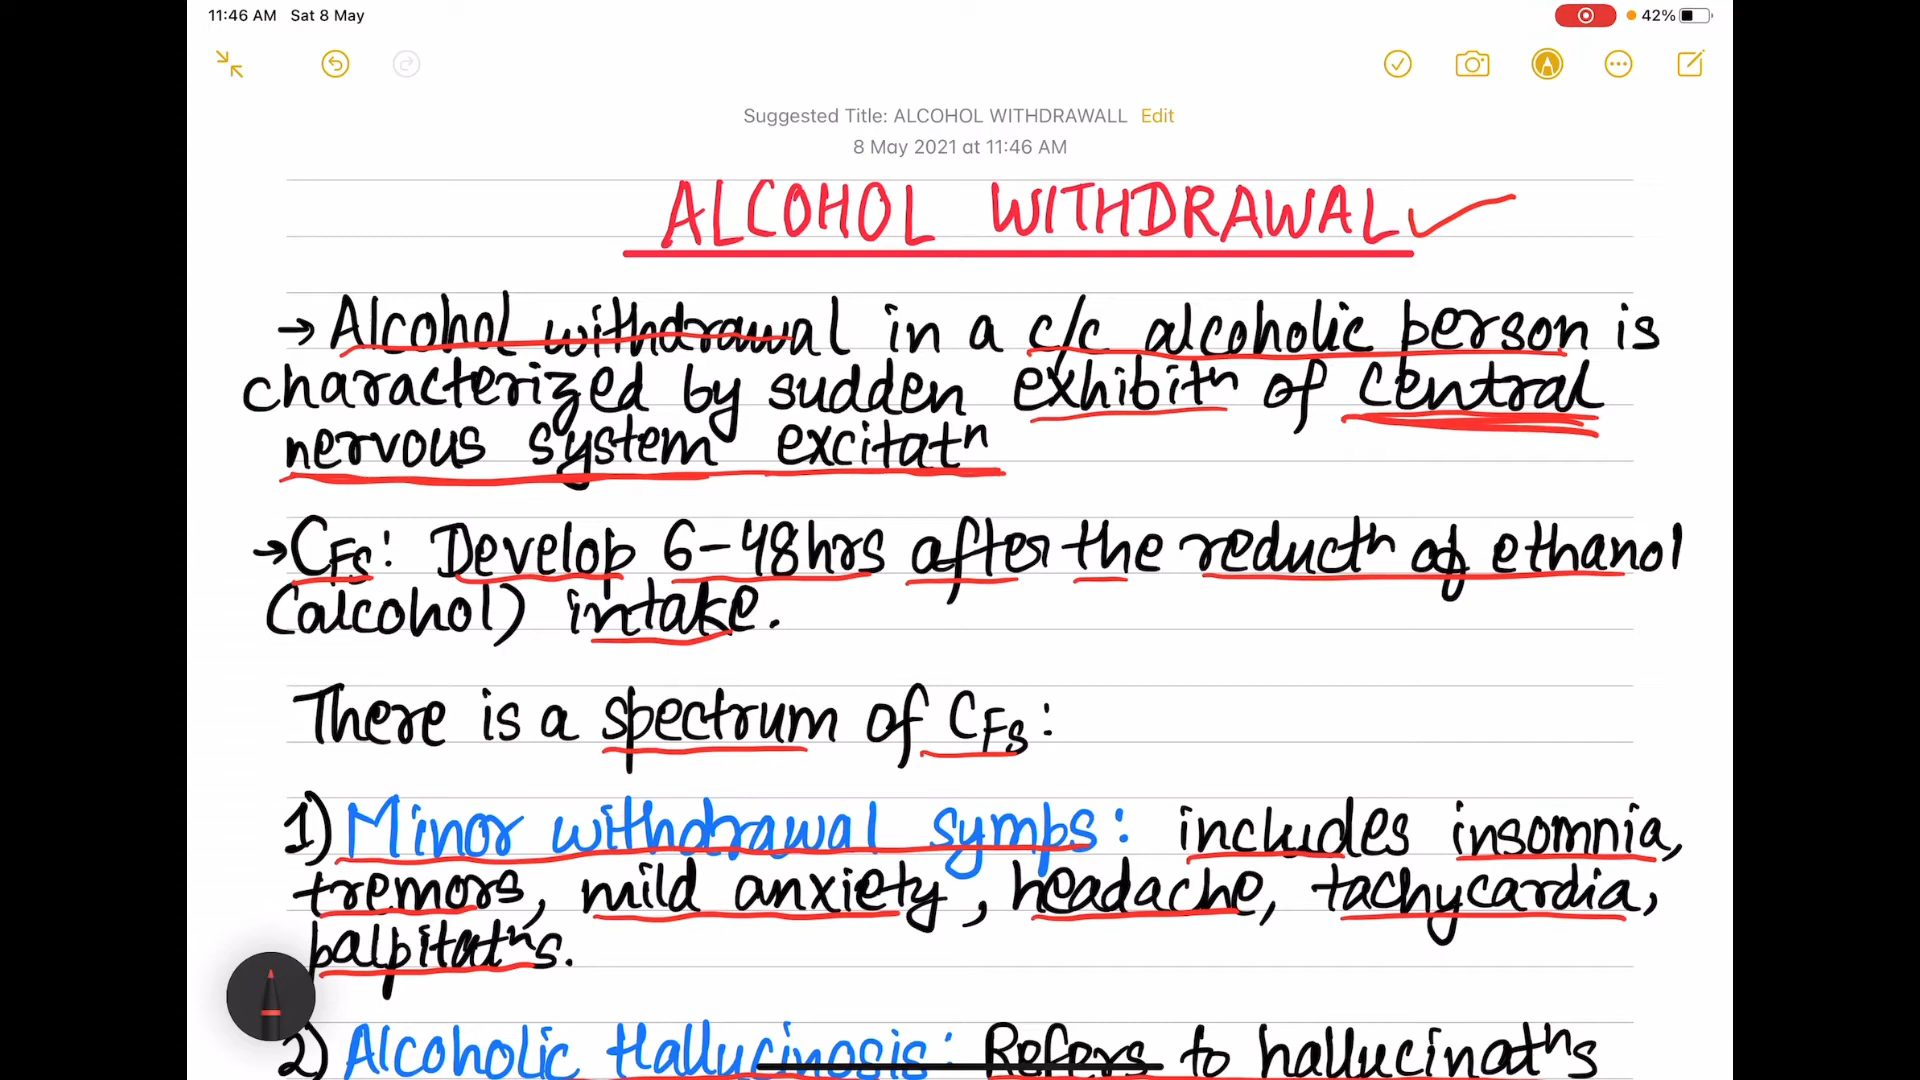 11:46 AM Sat 8 May 42%
Suggested Title: ALCOHOL WITHDRAWALL Edit
8 May 2021 at 11:46 AM
ALCOHOL WITHDRAWAL
→ Alcohol withdrawal in a c/c alcoholic person is
characterized by sudden exhibitⁿ of central
nervous system excitatⁿ
→ CFs: Develop 6-48hrs after the reductⁿ of ethanol
(alcohol) intake.
There is a spectrum of CFs:
1) Minor withdrawal symps: includes insomnia,
tremors, mild anxiety, headache, tachycardia,
palpitatⁿs.
2) Alcoholic Hallucinosis: Refers to hallucinatⁿs